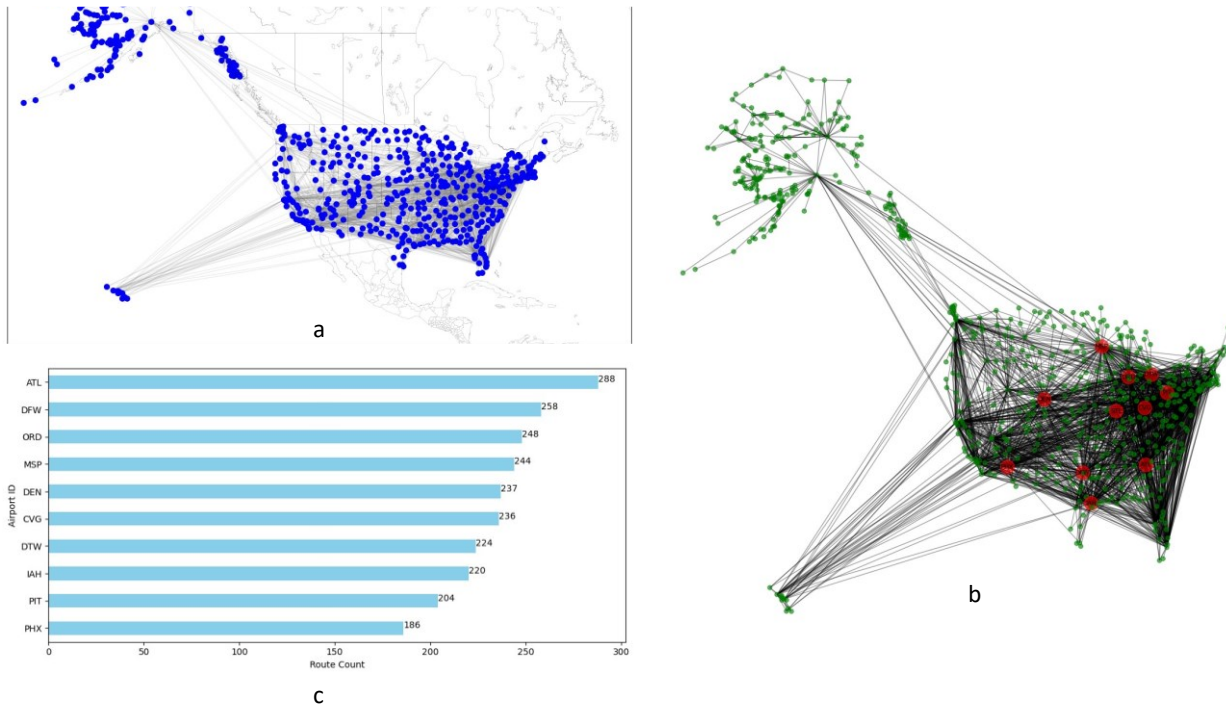 a
ATL
288
DFW
258
ORD
248
MSP
244
DEN
237
CVG
236
DTW
224
IAH
220
PIT
204
PHX
186
Airport ID
0 50 100 150 200 250 300
Route Count
c
b